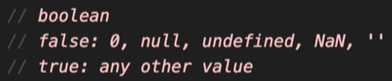 // boolean
// false: 0, null, undefined, NaN, ''
// true: any other value